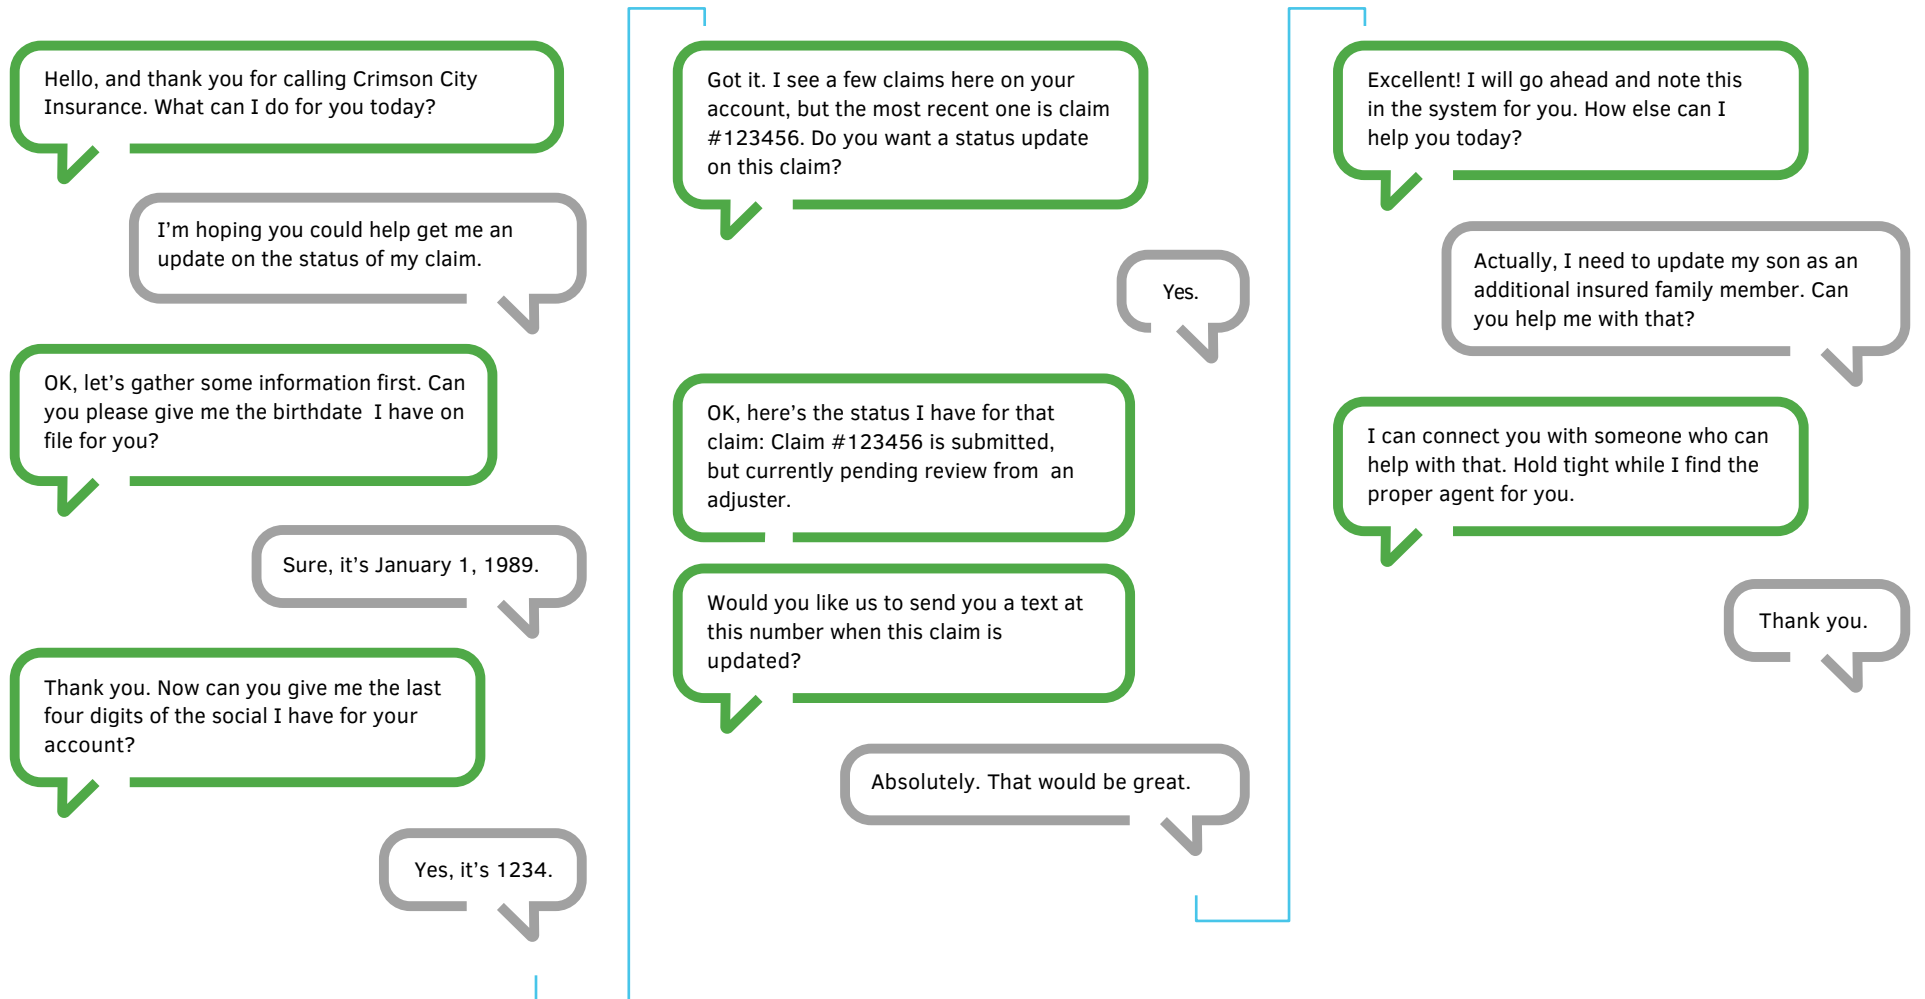 Hello, and thank you for calling Crimson City
Insurance. What can I do for you today?
I’m hoping you could help get me an
update on the status of my claim.
OK, let’s gather some information first. Can
you please give me the birthdate  I have on
file for you?
Sure, it’s January 1, 1989.
Thank you. Now can you give me the last
four digits of the social I have for your
account?
Yes, it’s 1234.
Got it. I see a few claims here on your
account, but the most recent one is claim
#123456. Do you want a status update
on this claim?
Yes.
OK, here’s the status I have for that
claim: Claim #123456 is submitted,
but currently pending review from  an
adjuster.
Would you like us to send you a text at
this number when this claim is
updated?
Absolutely. That would be great.
Excellent! I will go ahead and note this
in the system for you. How else can I
help you today?
Actually, I need to update my son as an
additional insured family member. Can
you help me with that?
I can connect you with someone who can
help with that. Hold tight while I find the
proper agent for you.
Thank you.